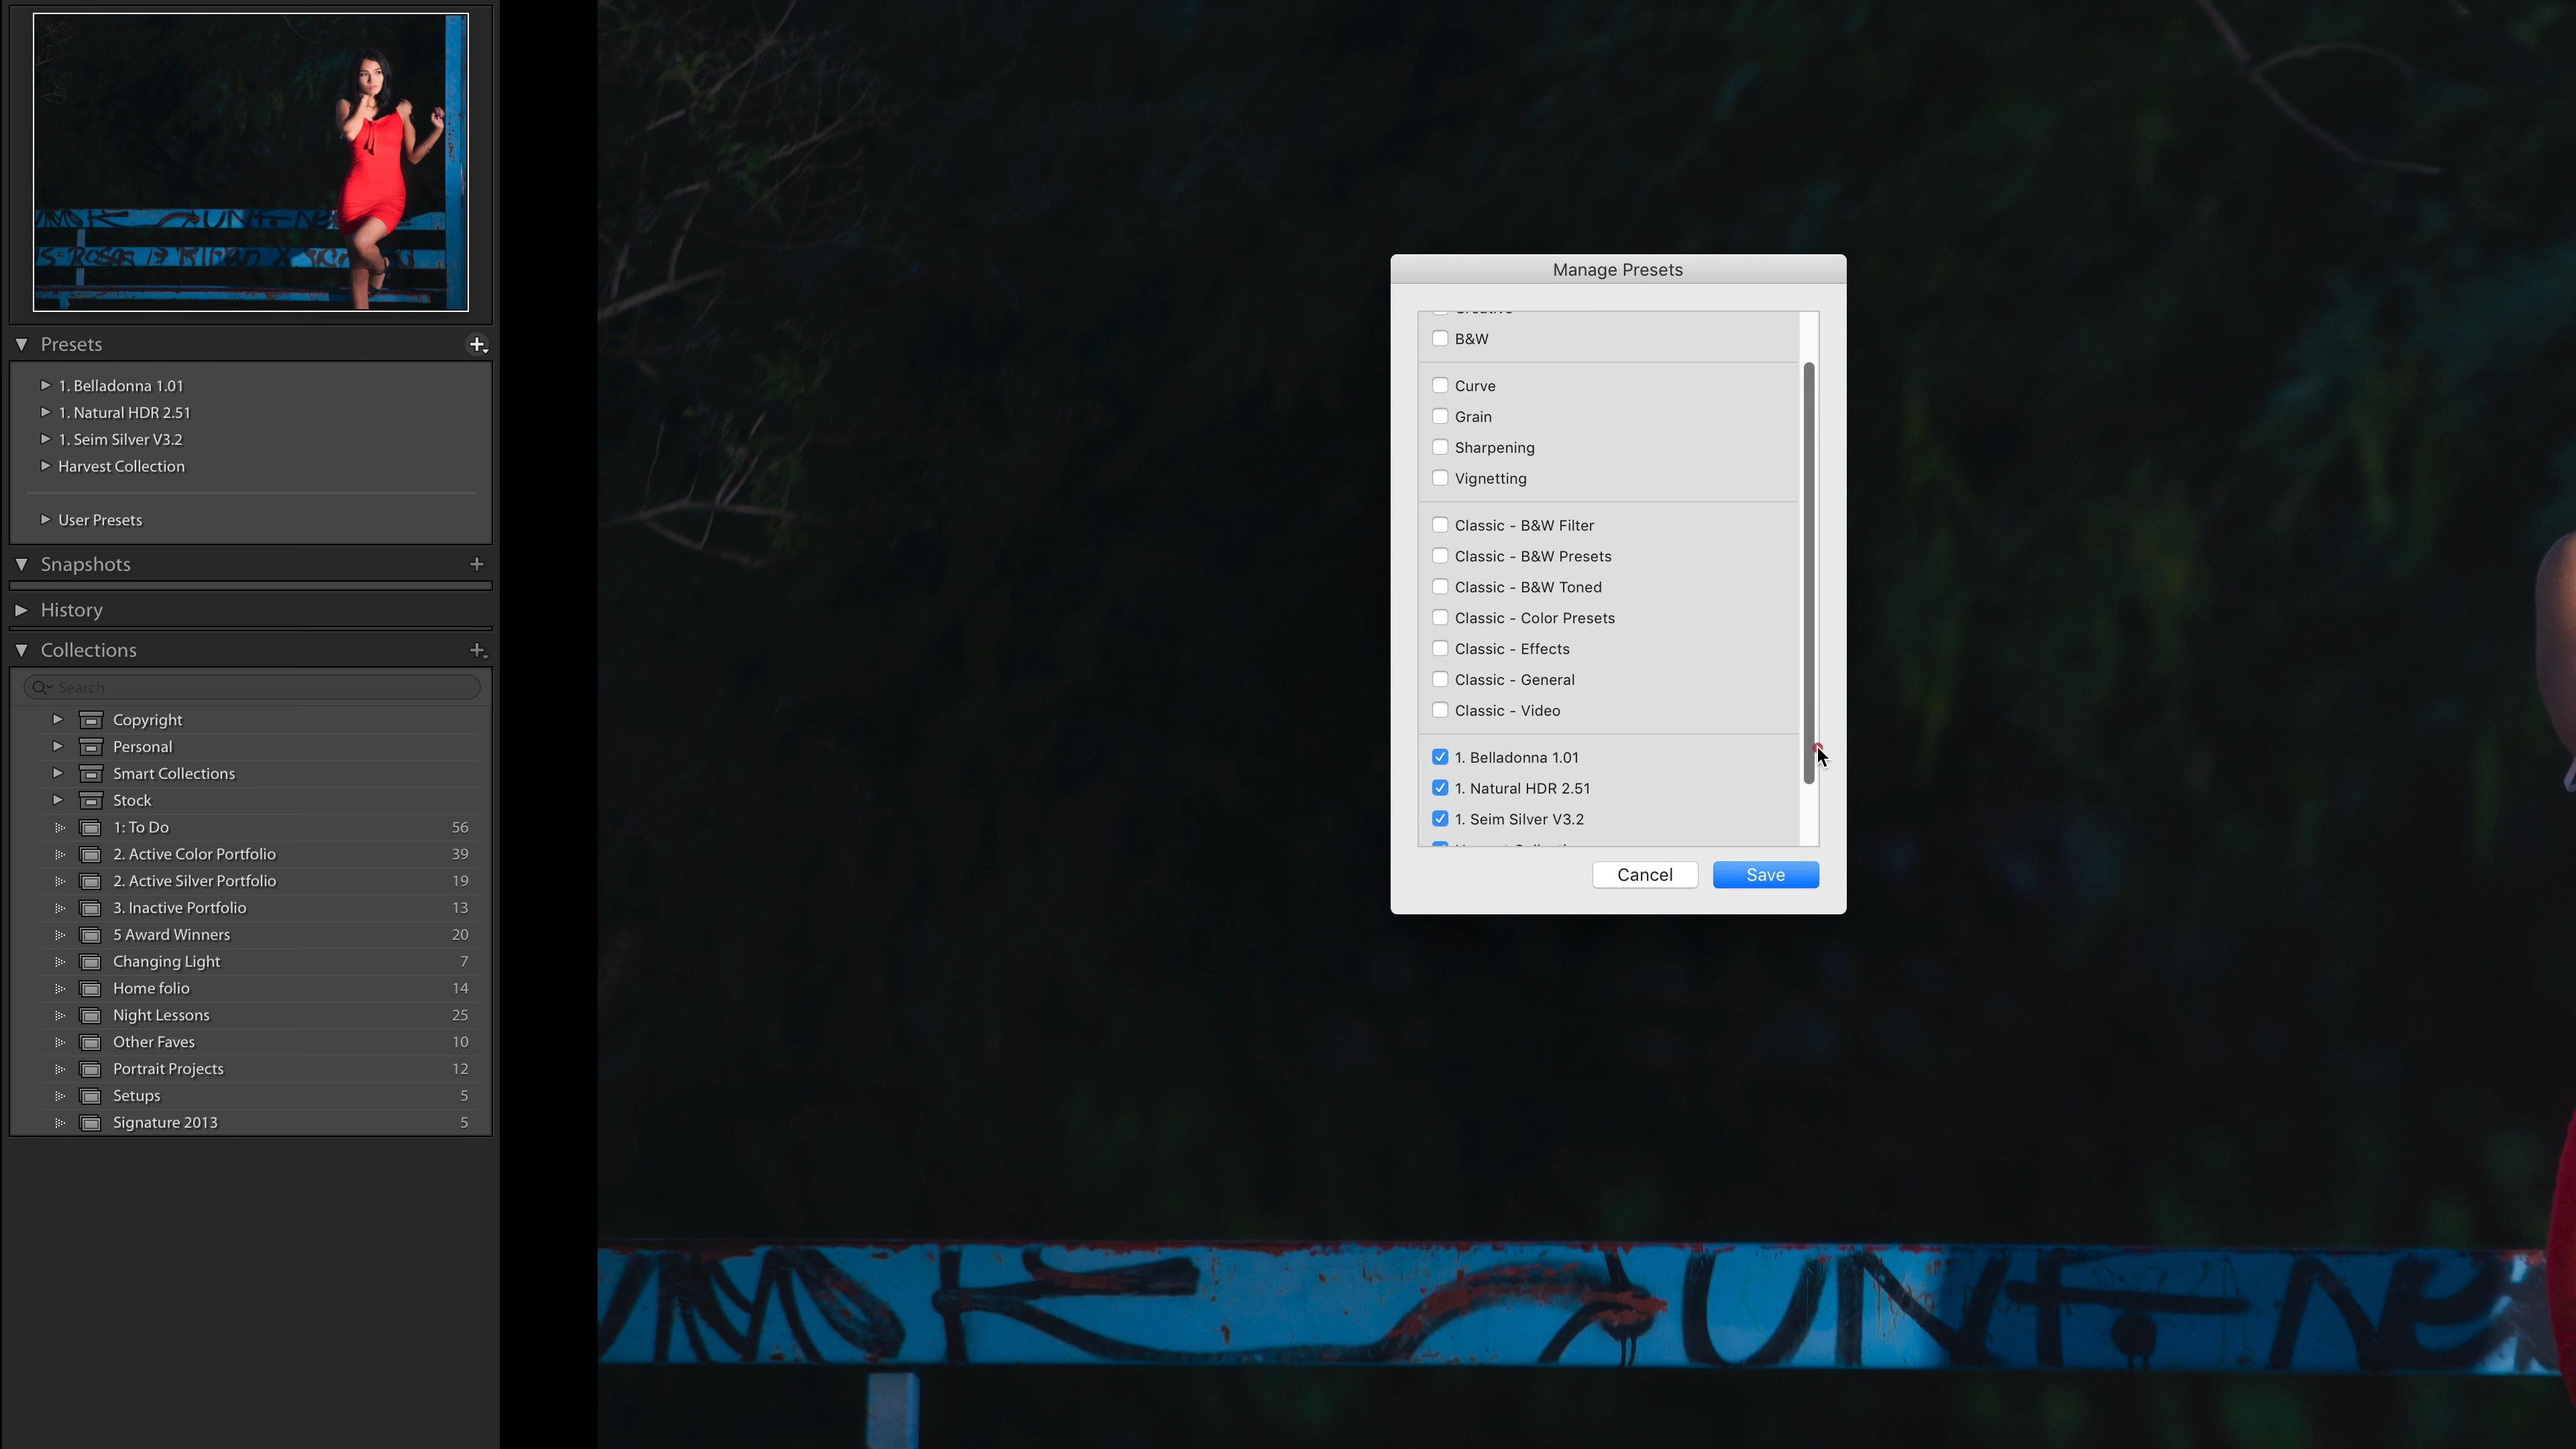 Presets
1. Belladonna 1.01
1. Natural HDR 2.51
1. Seim Silver V3.2
Harvest Collection
User Presets
Snapshots
History
Collections
Search
Copyright
Personal
Smart Collections
Stock
1: To Do 56
2. Active Color Portfolio 39
2. Active Silver Portfolio 19
3. Inactive Portfolio 13
5 Award Winners 20
Changing Light 7
Home folio 14
Night Lessons 25
Other Faves 10
Portrait Projects 12
Setups 5
Signature 2013 5
Manage Presets
B&W
Curve
Grain
Sharpening
Vignetting
Classic - B&W Filter
Classic - B&W Presets
Classic - B&W Toned
Classic - Color Presets
Classic - Effects
Classic - General
Classic - Video
1. Belladonna 1.01
1. Natural HDR 2.51
1. Seim Silver V3.2
Cancel Save